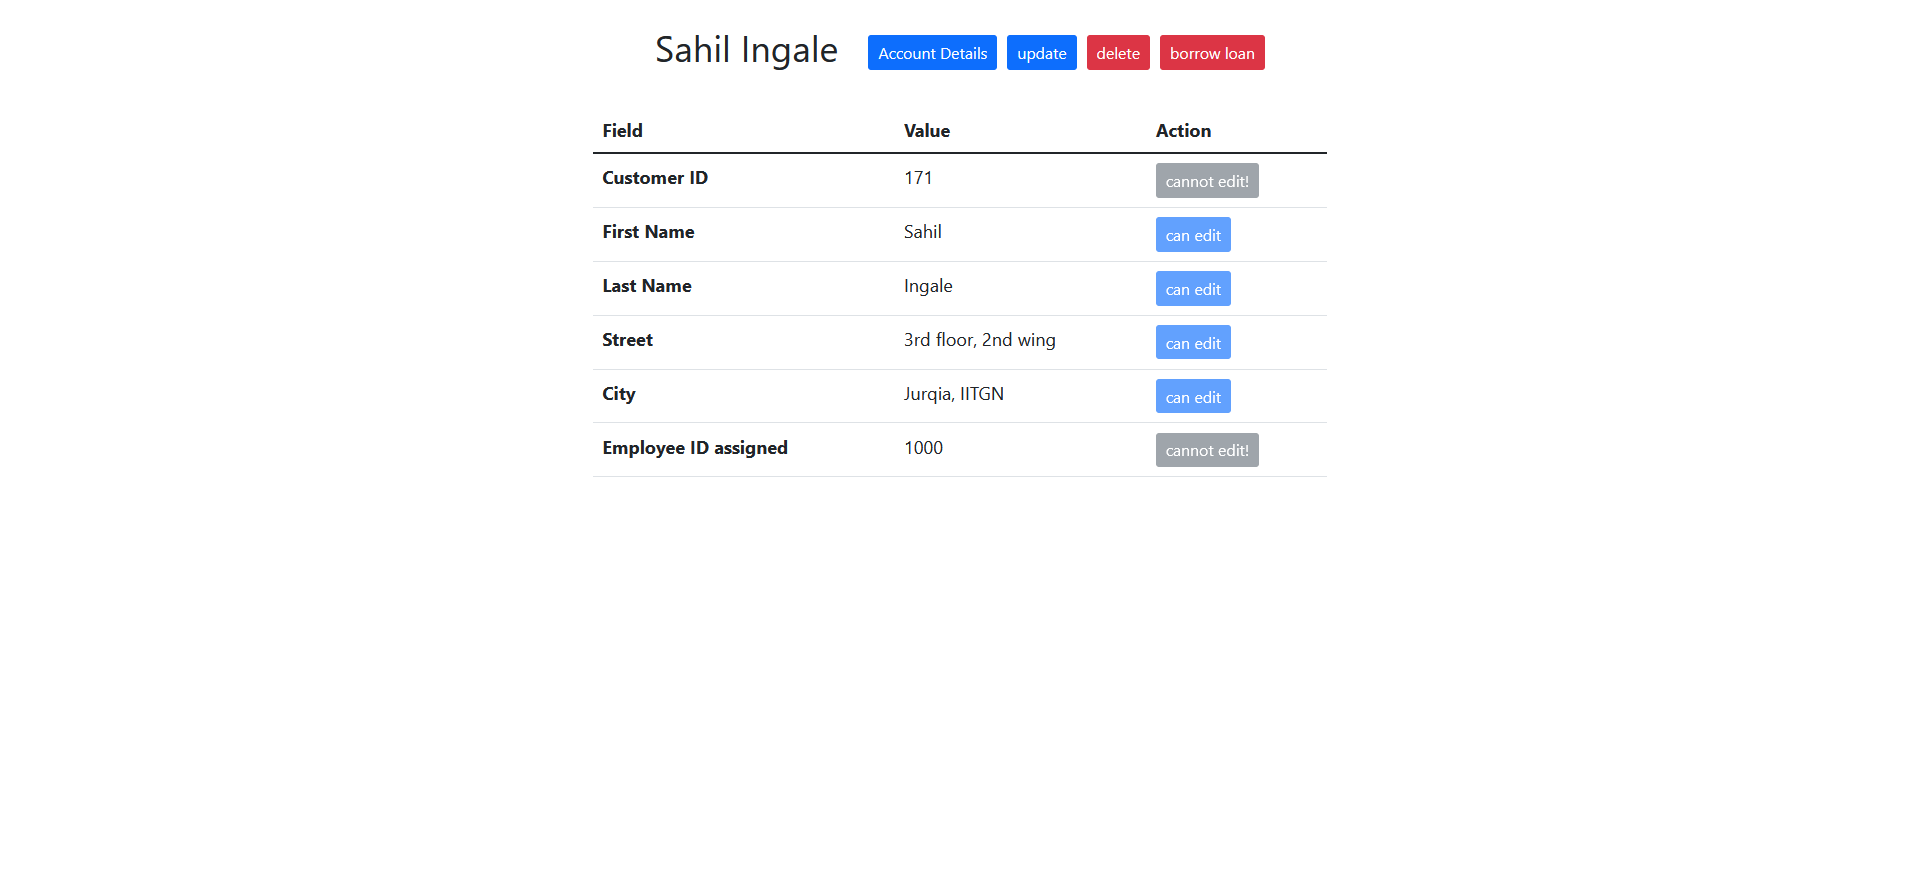 Sahil Ingale Account Details update delete borrow loan
Field Value Action
Customer ID 171 cannot edit!
First Name Sahil can edit
Last Name Ingale can edit
Street 3rd floor, 2nd wing can edit
City Jurqia, IITGN can edit
Employee ID assigned 1000 cannot edit!